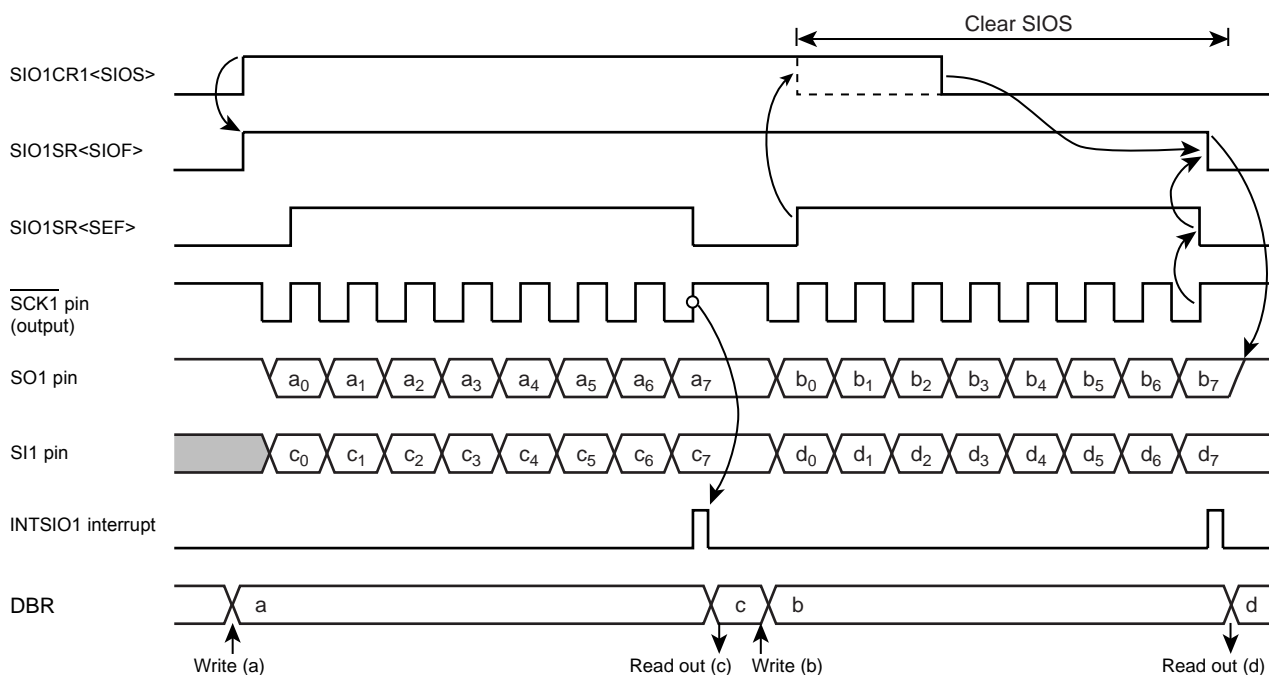 Clear SIOS
SIO1CR1<SIOS>
SIO1SR<SIOF>
SIO1SR<SEF>
SCK1 pin
(output)
SO1 pin a0 a1 a2 a3 a4 a5 a6 a7 b0 b1 b2 b3 b4 b5 b6 b7
SI1 pin c0 c1 c2 c3 c4 c5 c6 c7 d0 d1 d2 d3 d4 d5 d6 d7
INTSIO1 interrupt
DBR a c b d
Write (a) Read out (c) Write (b) Read out (d)